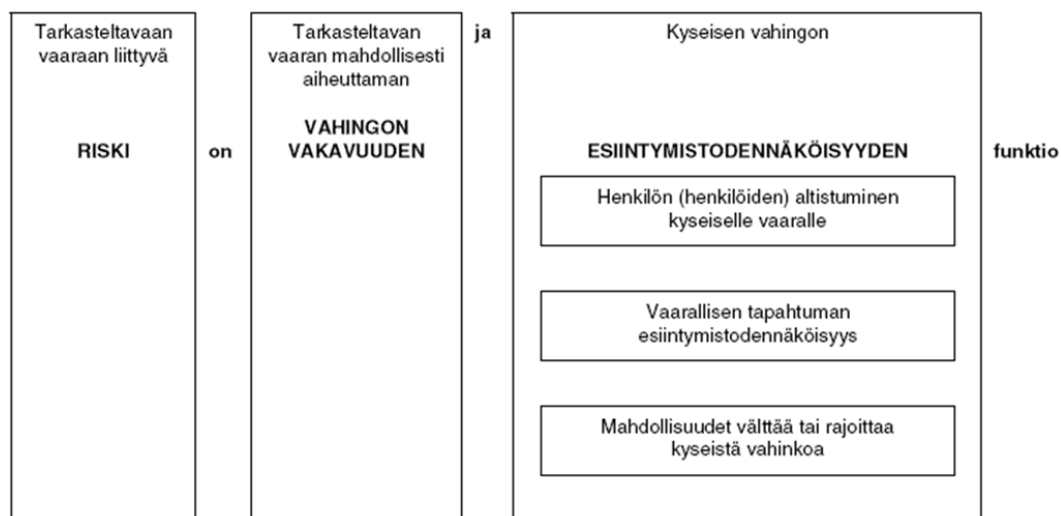 Tarkasteltavaan
vaaraan liittyvä
RISKI
on
Tarkasteltavan
vaaran mahdollisesti
aiheuttaman
VAHINGON
VAKAVUUDEN
ja
Kyseisen vahingon
ESIINTYMISTODENNÄKÖISYYDEN
Henkilön (henkilöiden) altistuminen
kyseiselle vaaralle
Vaarallisen tapahtuman
esiintymistodennäköisyys
Mahdollisuudet välttää tai rajoittaa
kyseistä vahinkoa
funktio